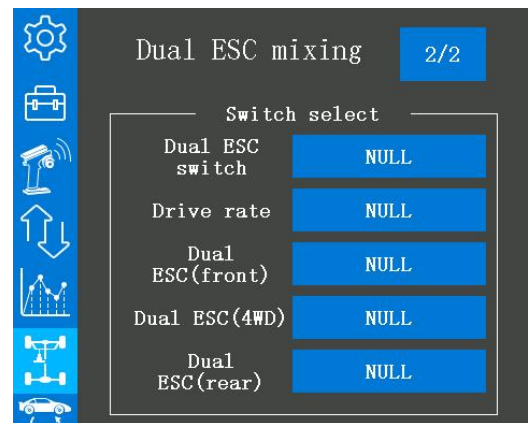 Dual ESC mixing
2/2
Switch select
Dual ESC
switch
NULL
Drive rate
NULL
Dual
ESC(front)
NULL
Dual ESC(4WD)
NULL
Dual
ESC(rear)
NULL